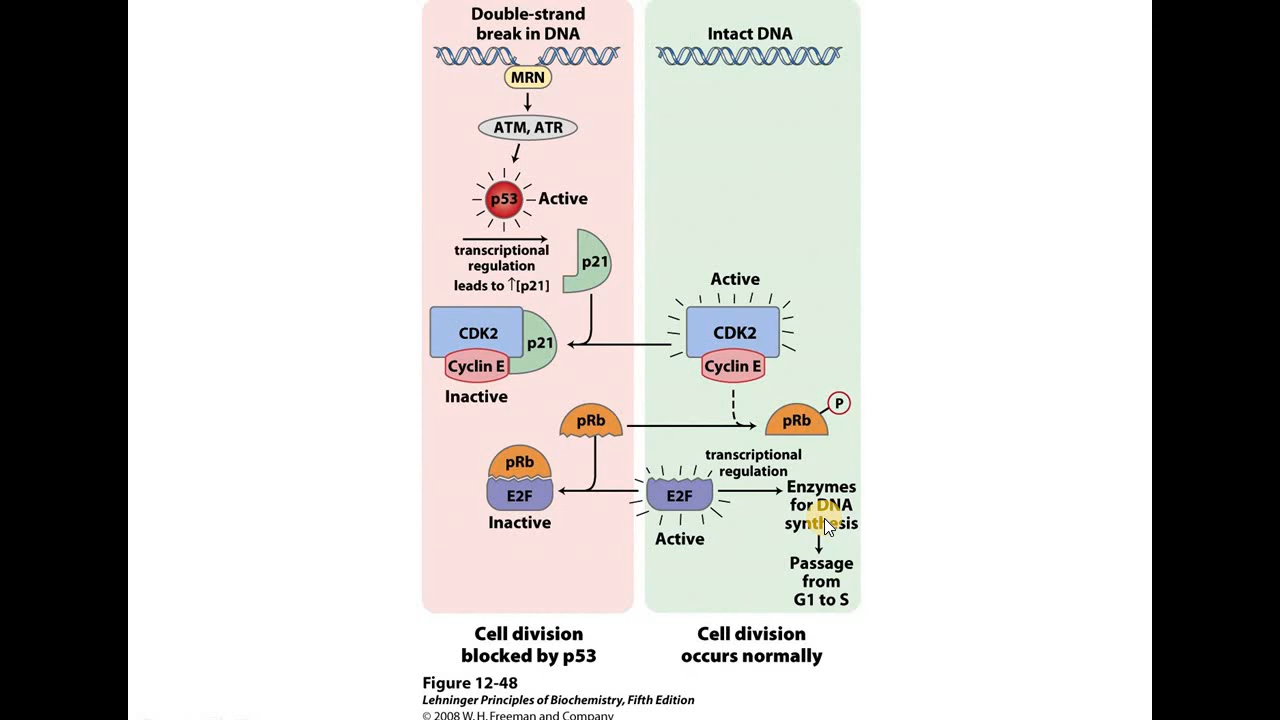 Double-strand
break in DNA
MRN
ATM, ATR
p53
Active
transcriptional
regulation
leads to ↑[p21]
p21
CDK2
p21
Cyclin E
Inactive
pRb
pRb
E2F
Inactive
Cell division
blocked by p53
Intact DNA
Active
CDK2
Cyclin E
P
pRb
transcriptional
regulation
E2F
Active
Enzymes
for DNA
synthesis
Passage
from
G1 to S
Cell division
occurs normally
Figure 12-48
Lehninger Principles of Biochemistry, Fifth Edition
© 2008 W. H. Freeman and Company